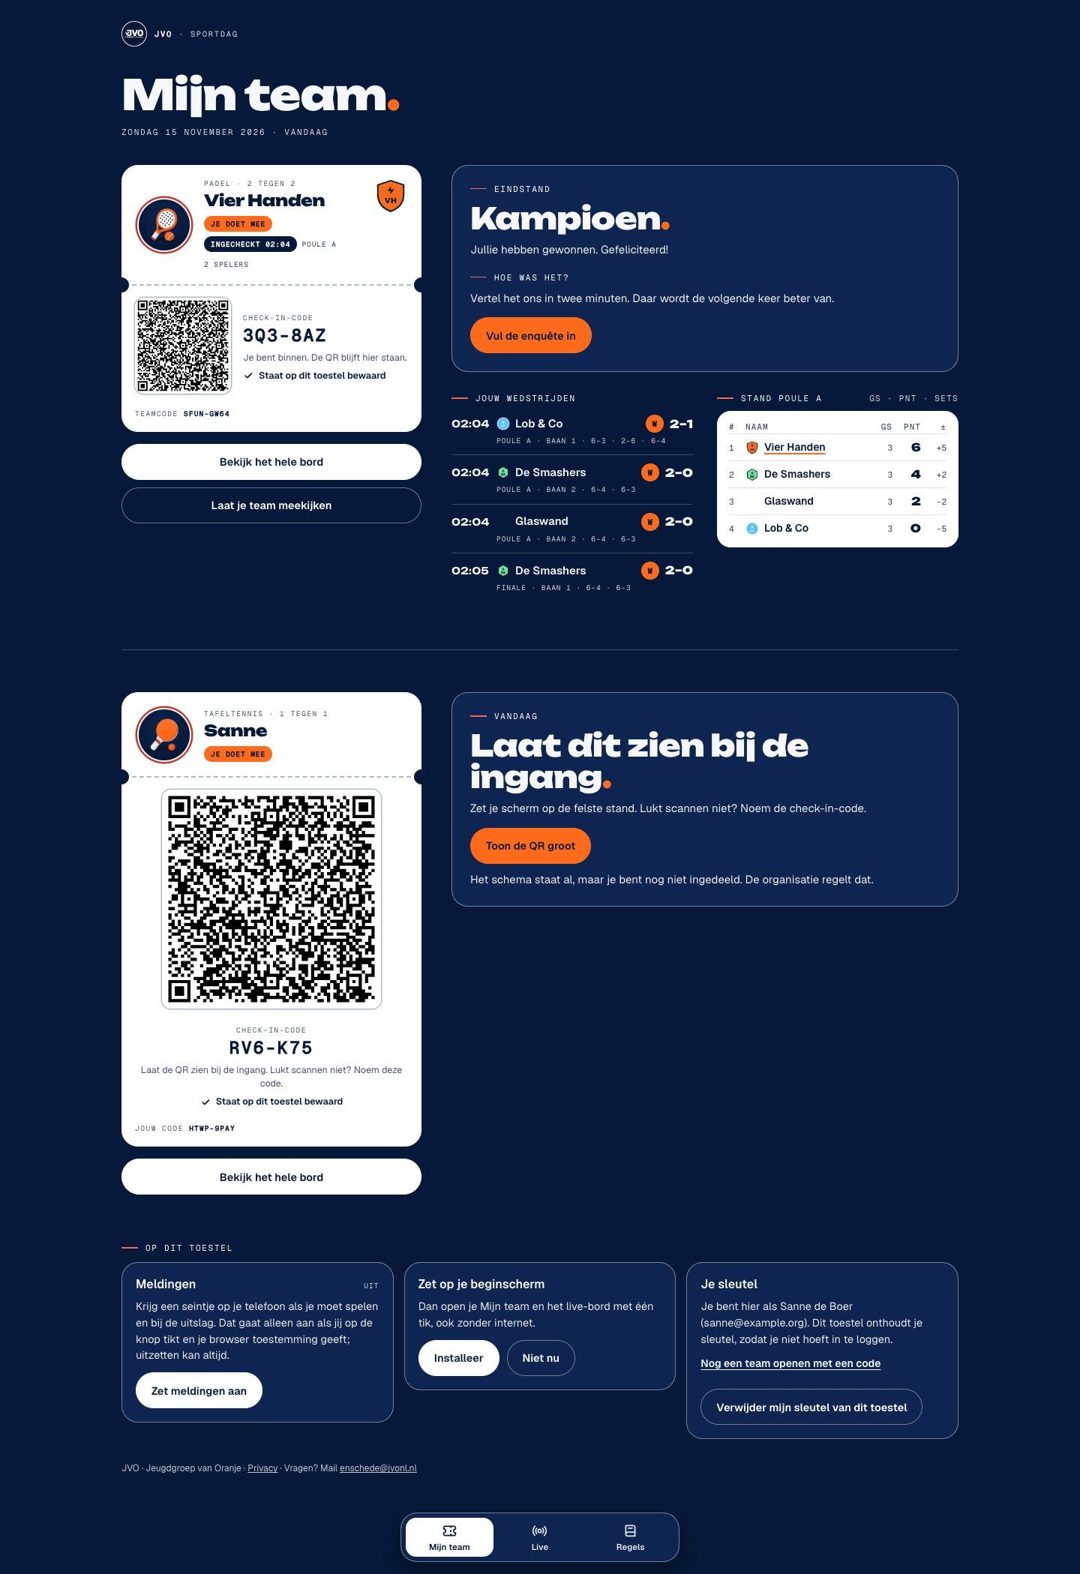 JVO JVO · SPORTDAG
Mijn team.
ZONDAG 15 NOVEMBER 2026 · VANDAAG
PADEL · 2 TEGEN 2
Vier Handen
VH
JE DOET MEE
INGECHECKT 02:04 POULE A
2 SPELERS
CHECK-IN-CODE
3Q3-8AZ
Je bent binnen. De QR blijft hier staan.
Staat op dit toestel bewaard
TEAMCODE SFUN-GW64
Bekijk het hele bord
Laat je team meekijken
EINDSTAND
Kampioen.
Jullie hebben gewonnen. Gefeliciteerd!
HOE WAS HET?
Vertel het ons in twee minuten. Daar wordt de volgende keer beter van.
Vul de enquête in
JOUW WEDSTRIJDEN
02:04 Lob & Co W 2-1
POULE A · BAAN 1 · 6-3 · 2-6 · 6-4
02:04 De Smashers W 2-0
POULE A · BAAN 2 · 6-4 · 6-3
02:04 Glaswand W 2-0
POULE A · BAAN 2 · 6-4 · 6-3
02:05 De Smashers W 2-0
FINALE · BAAN 1 · 6-4 · 6-3
STAND POULE A GS · PNT · SETS
# NAAM GS PNT ±
1 Vier Handen 3 6 +5
2 De Smashers 3 4 +2
3 Glaswand 3 2 -2
4 Lob & Co 3 0 -5
TAFELTENNIS · 1 TEGEN 1
Sanne
JE DOET MEE
CHECK-IN-CODE
RV6-K75
Laat de QR zien bij de ingang. Lukt scannen niet? Noem deze
code.
Staat op dit toestel bewaard
JOUW CODE HTWP-9PAY
Bekijk het hele bord
VANDAAG
Laat dit zien bij de
ingang.
Zet je scherm op de felste stand. Lukt scannen niet? Noem de check-in-code.
Toon de QR groot
Het schema staat al, maar je bent nog niet ingedeeld. De organisatie regelt dat.
OP DIT TOESTEL
Meldingen UIT
Krijg een seintje op je telefoon als je moet spelen
en bij de uitslag. Dat gaat alleen aan als jij op de
knop tikt en je browser toestemming geeft;
uitzetten kan altijd.
Zet meldingen aan
Zet op je beginscherm
Dan open je Mijn team en het live-bord met één
tik, ook zonder internet.
Installeer Niet nu
Je sleutel
Je bent hier als Sanne de Boer
(sanne@example.org). Dit toestel onthoudt je
sleutel, zodat je niet hoeft in te loggen.
Nog een team openen met een code
Verwijder mijn sleutel van dit toestel
JVO · Jeugdgroep van Oranje · Privacy · Vragen? Mail enschede@jvonl.nl
Mijn team Live Regels